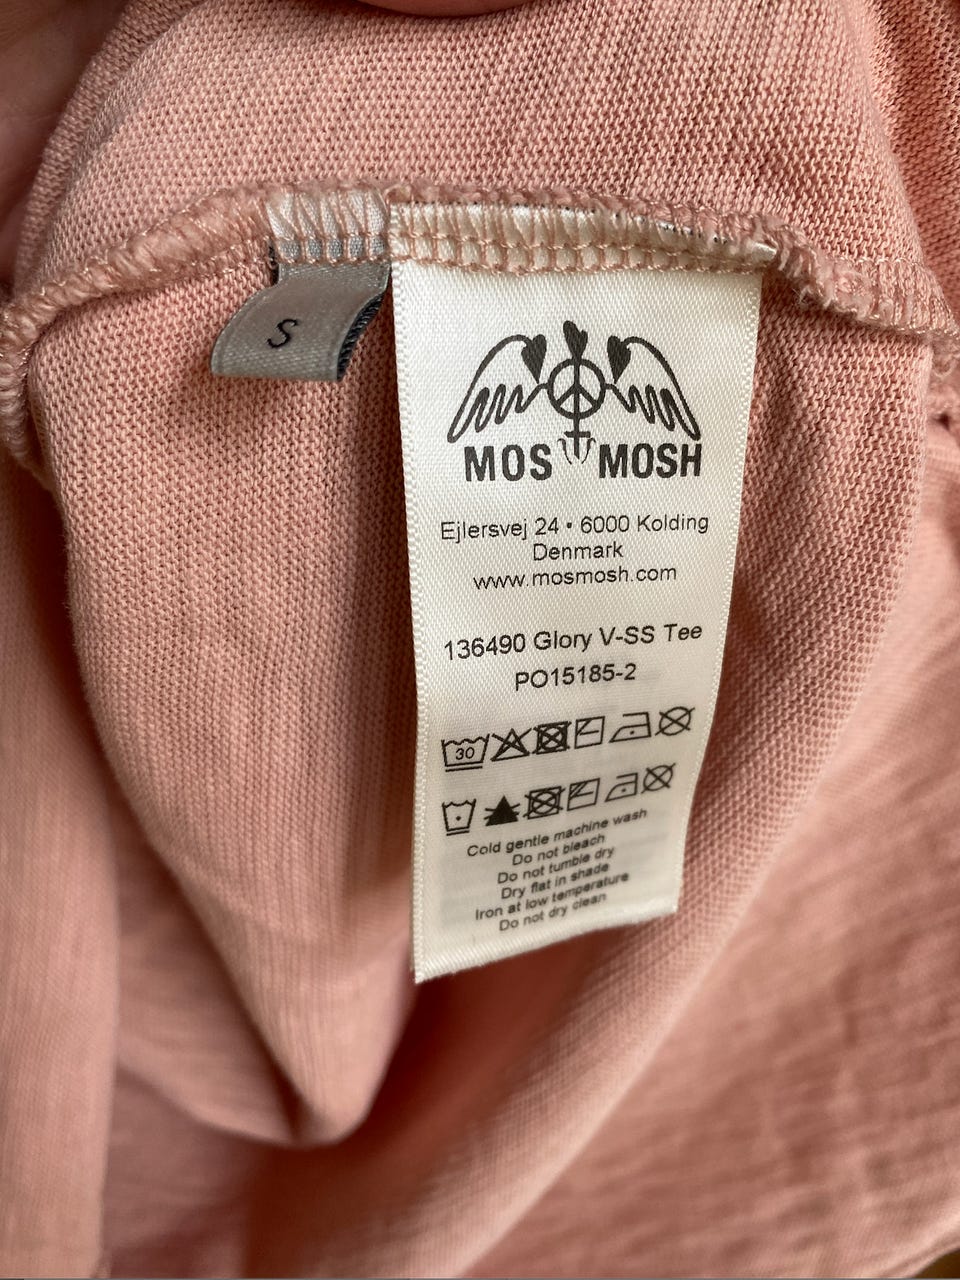 S
MOS MOSH
Ejlersvej 24 • 6000 Kolding
Denmark
www.mosmosh.com
136490 Glory V-SS Tee
PO15185-2
30
Cold gentle machine wash
Do not bleach
Do not tumble dry
Dry flat in shade
Iron at low temperature
Do not dry clean